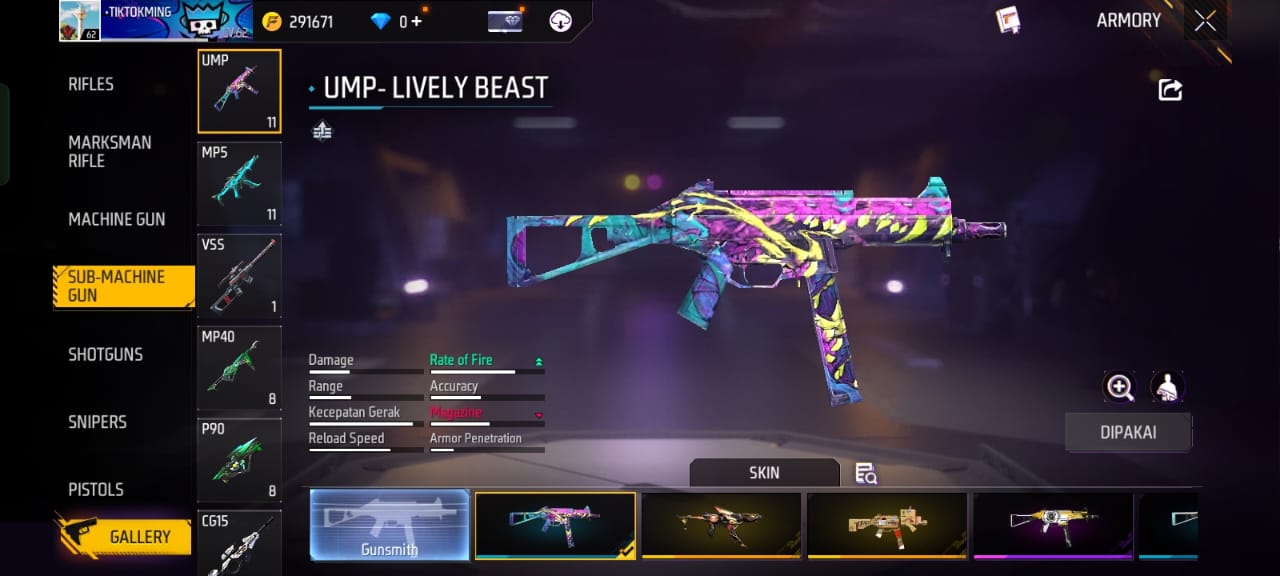 •TIKTOKMING
62
LV.62
291671
0 +
ARMORY
RIFLES
MARKSMAN
RIFLE
MACHINE GUN
SUB-MACHINE
GUN
SHOTGUNS
SNIPERS
PISTOLS
GALLERY
UMP
11
MP5
11
VSS
1
MP40
8
P90
8
CG15
UMP- LIVELY BEAST
Damage
Rate of Fire
Range
Accuracy
Kecepatan Gerak
Magazine
Reload Speed
Armor Penetration
DIPAKAI
SKIN
Gunsmith